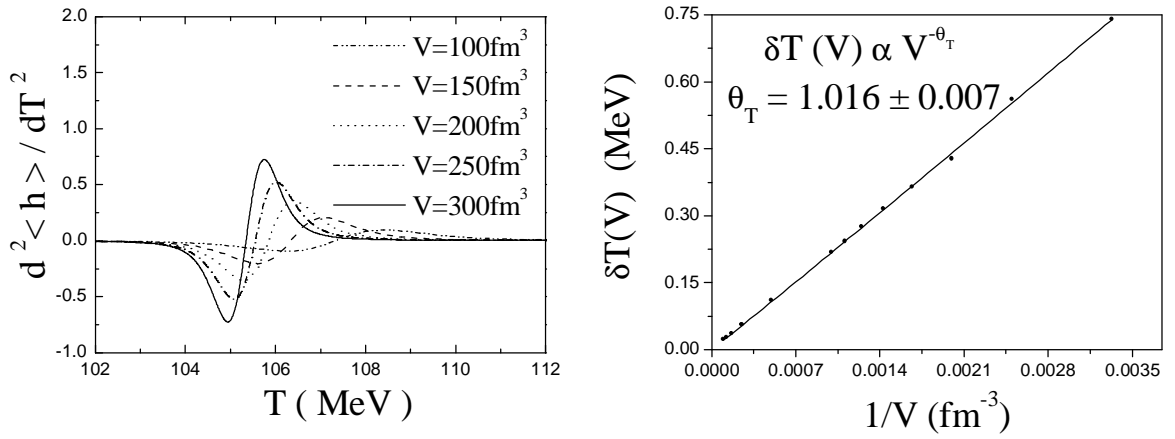 2.0
1.5
1.0
0.5
0.0
-0.5
-1.0
d² < h > / dT²
V=100fm³
V=150fm³
V=200fm³
V=250fm³
V=300fm³
102 104 106 108 110 112
T ( MeV )
0.75
0.60
0.45
0.30
0.15
0.00
δT(V) (MeV)
δT (V) α V^{-θ_T}
θ_T = 1.016 ± 0.007
0.0000 0.0007 0.0014 0.0021 0.0028 0.0035
1/V (fm⁻³)